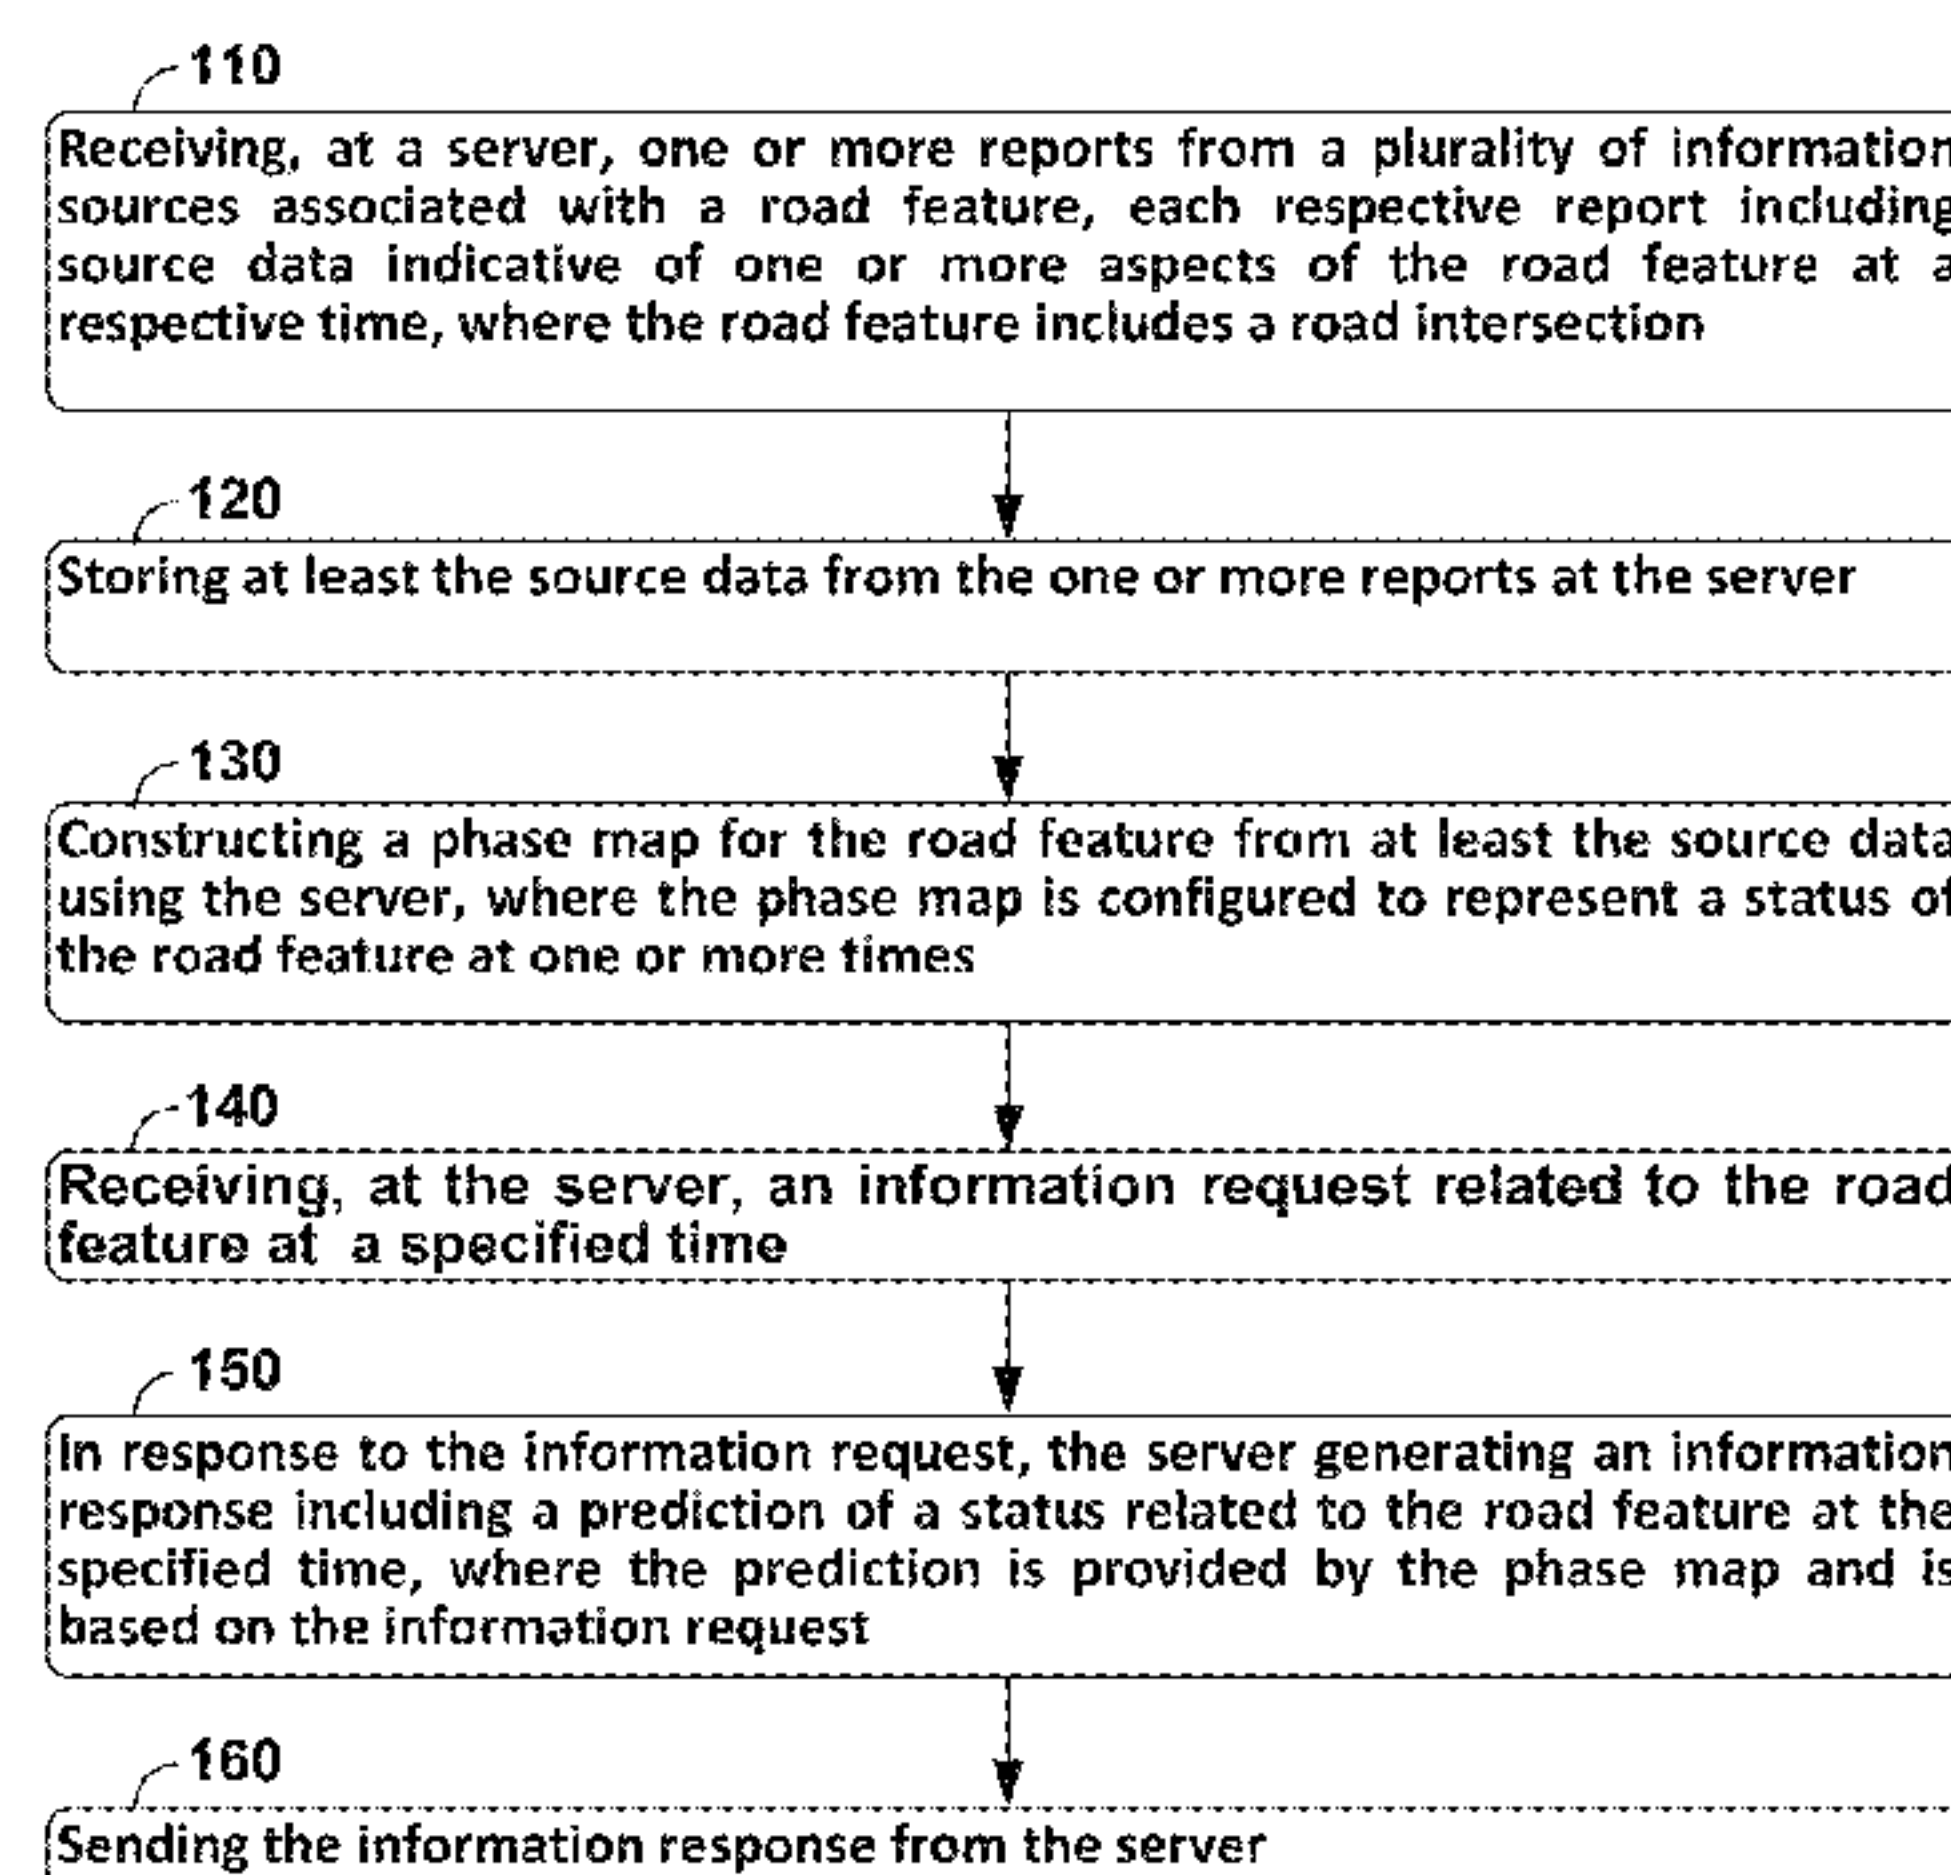 110
Receiving, at a server, one or more reports from a plurality of information
sources associated with a road feature, each respective report including
source data indicative of one or more aspects of the road feature at a
respective time, where the road feature includes a road intersection
120
Storing at least the source data from the one or more reports at the server
130
Constructing a phase map for the road feature from at least the source data
using the server, where the phase map is configured to represent a status of
the road feature at one or more times
140
Receiving, at the server, an information request related to the road
feature at a specified time
150
In response to the information request, the server generating an information
response including a prediction of a status related to the road feature at the
specified time, where the prediction is provided by the phase map and is
based on the information request
160
Sending the information response from the server